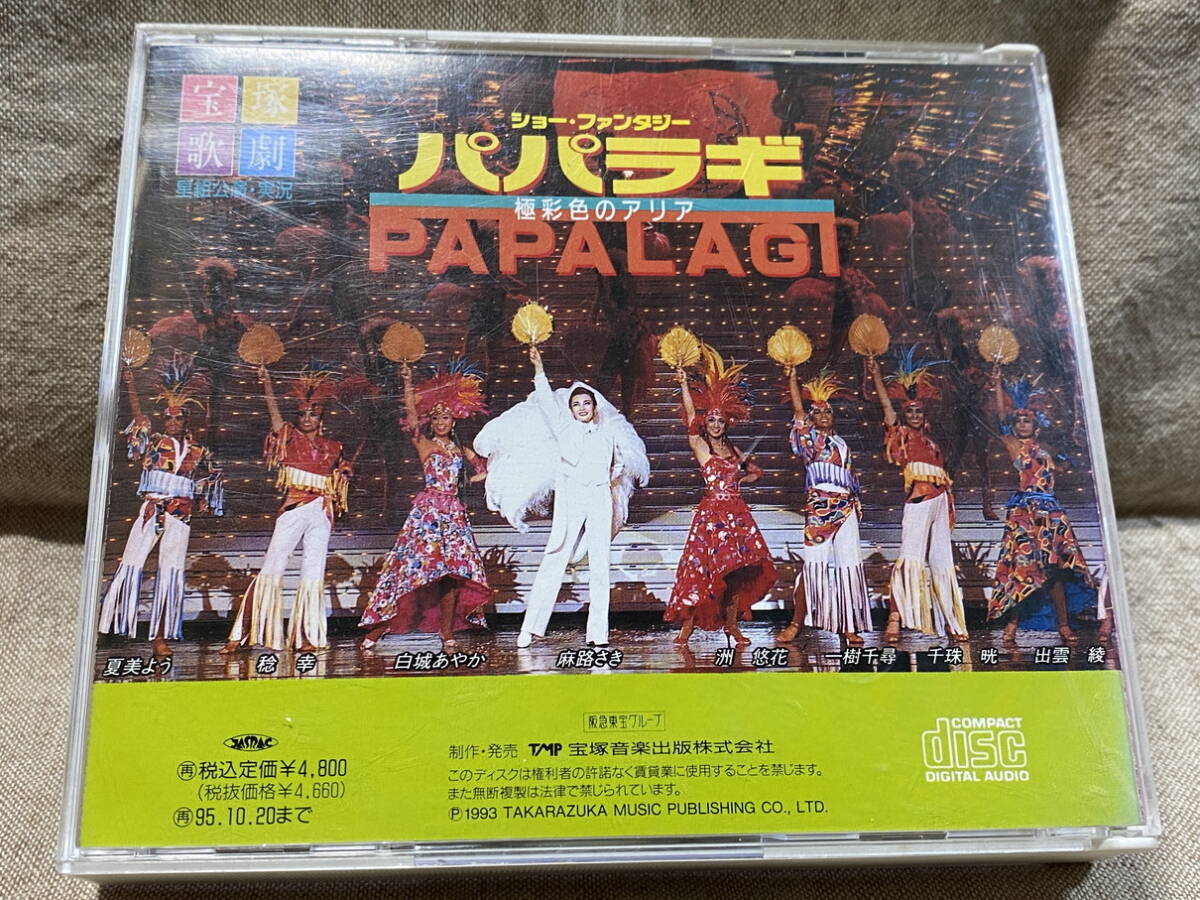 宝塚
歌劇
星組公演・実況
ショー・ファンタジー
パパラギ
極彩色のアリア
PAPALAGI
夏美よう 稔 幸 白城あやか 麻路さき 洲 悠花 一樹千尋 千珠 晄 出雲 綾
JASRAC
再税込定価¥4,800
(税抜価格¥4,660)
再95.10.20まで
阪急東宝グループ
制作・発売 TMP 宝塚音楽出版株式会社
このディスクは権利者の許諾なく賃貸業に使用することを禁じます。
また無断複製は法律で禁じられています。
Ⓟ1993 TAKARAZUKA MUSIC PUBLISHING CO., LTD.
COMPACT
disc
DIGITAL AUDIO